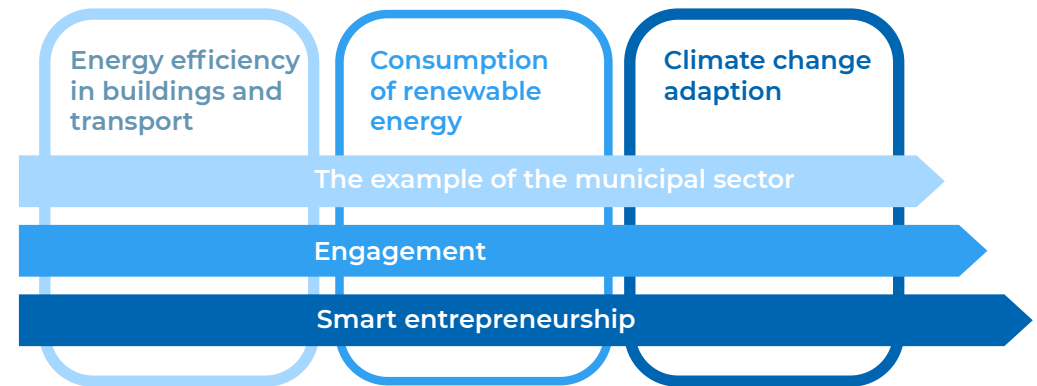 Energy efficiency
in buildings and
transport
Consumption
of renewable
energy
Climate change
adaption
The example of the municipal sector
Engagement
Smart entrepreneurship